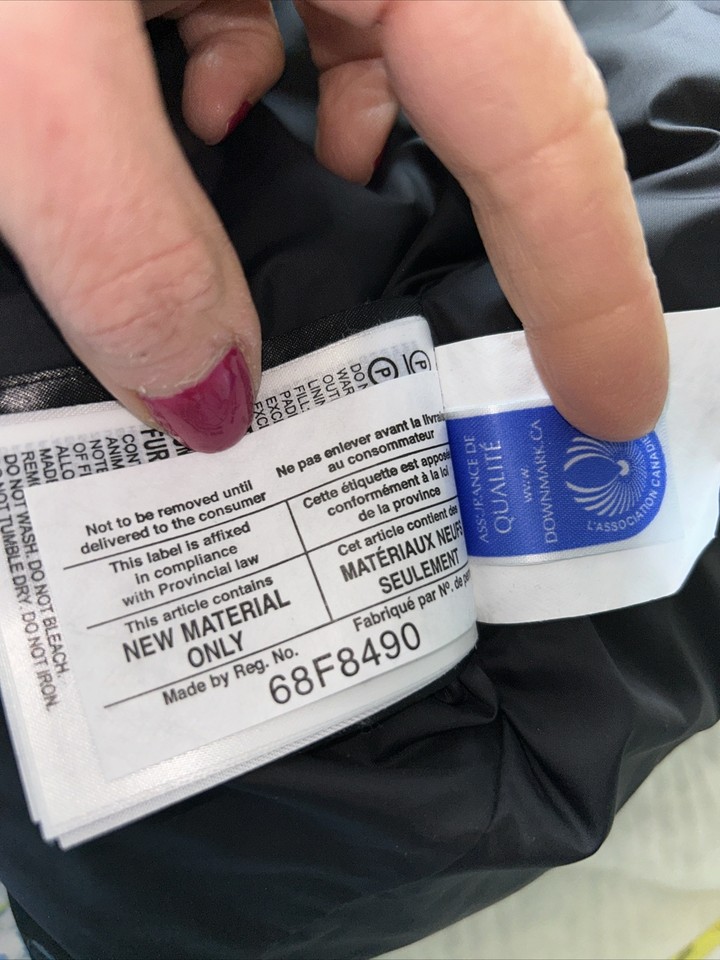 Not to be removed until
delivered to the consumer
Ne pas enlever avant la
au consommateur
This label is affixed
in compliance
with Provincial law
Cette étiquette est
conformément à la loi
de la province
This article contains
NEW MATERIAL
ONLY
Cet article contient des
MATÉRIAUX NEUFS
SEULEMENT
Made by Reg. No.
Fabriqué par Nº. de
68F8490
DO NOT WASH. DO NOT BLEACH.
DO NOT TUMBLE DRY. DO NOT IRON.
FUR
QUALITÉ
www.
DOWNMARK.CA
L'ASSOCIATION